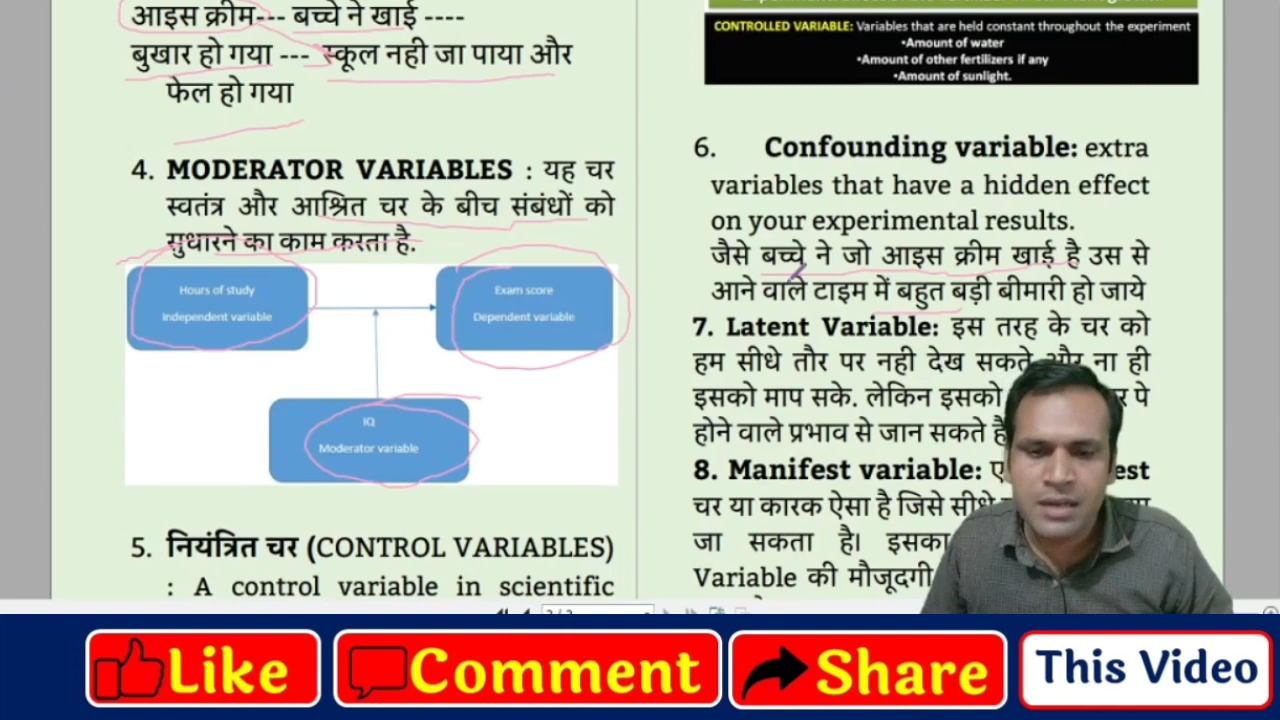 आइस क्रीम--- बच्चे ने खाई ----
बुखार हो गया --- स्कूल नही जा पाया और
फेल हो गया
4. MODERATOR VARIABLES : यह चर
स्वतंत्र और आश्रित चर के बीच संबंधों को
सुधारने का काम करता है.
Hours of study
Independent variable
Exam score
Dependent variable
IQ
Moderator variable
5. नियंत्रित चर (CONTROL VARIABLES)
: A control variable in scientific
CONTROLLED VARIABLE: Variables that are held constant throughout the experiment
•Amount of water
•Amount of other fertilizers if any
•Amount of sunlight.
6. Confounding variable: extra
variables that have a hidden effect
on your experimental results.
जैसे बच्चे ने जो आइस क्रीम खाई है उस से
आने वाले टाइम में बहुत बड़ी बीमारी हो जाये
7. Latent Variable: इस तरह के चर को
हम सीधे तौर पर नही देख सकते और ना ही
इसको माप सके. लेकिन इसको पे
होने वाले प्रभाव से जान सकते है
8. Manifest variable:
चर या कारक ऐसा है जिसे सीधे
जा सकता है। इसका
Variable की मौजूदगी
Like
Comment
Share
This Video